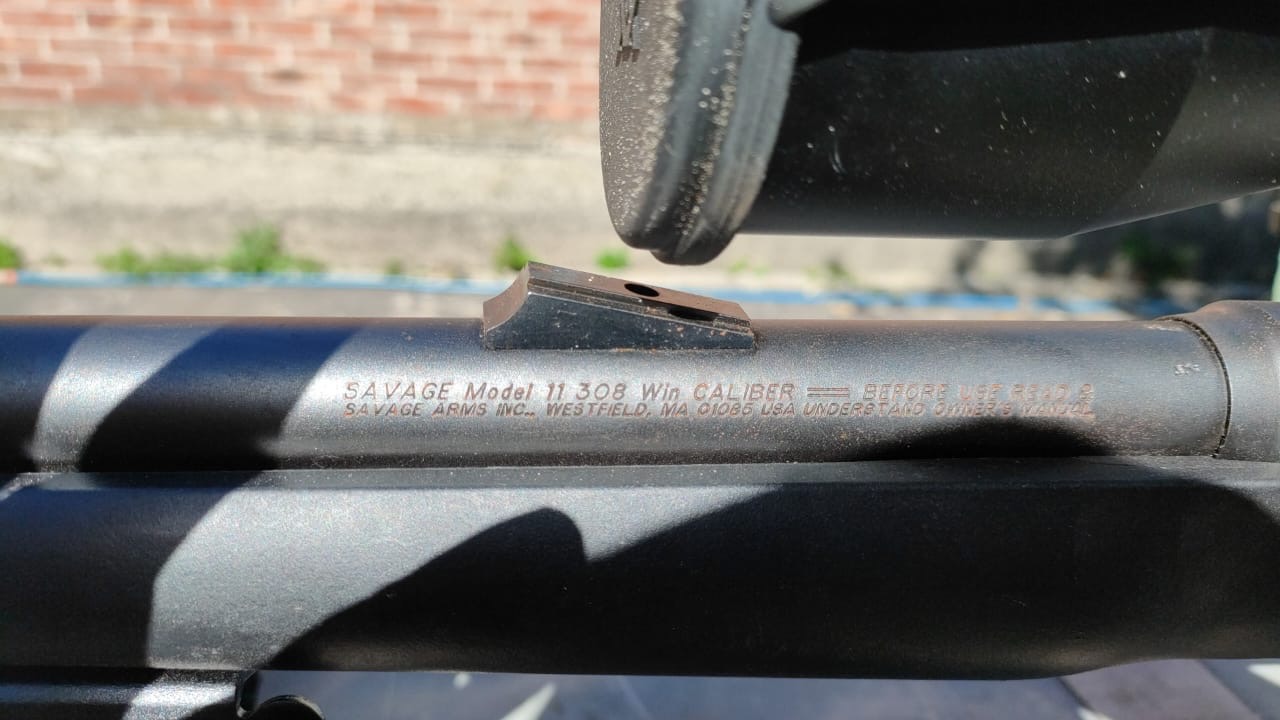 SAVAGE Model 11 308 Win CALIBER BEFORE USE READ &
SAVAGE ARMS INC., WESTFIELD, MA 01085 USA UNDERSTAND OWNER'S MANUAL